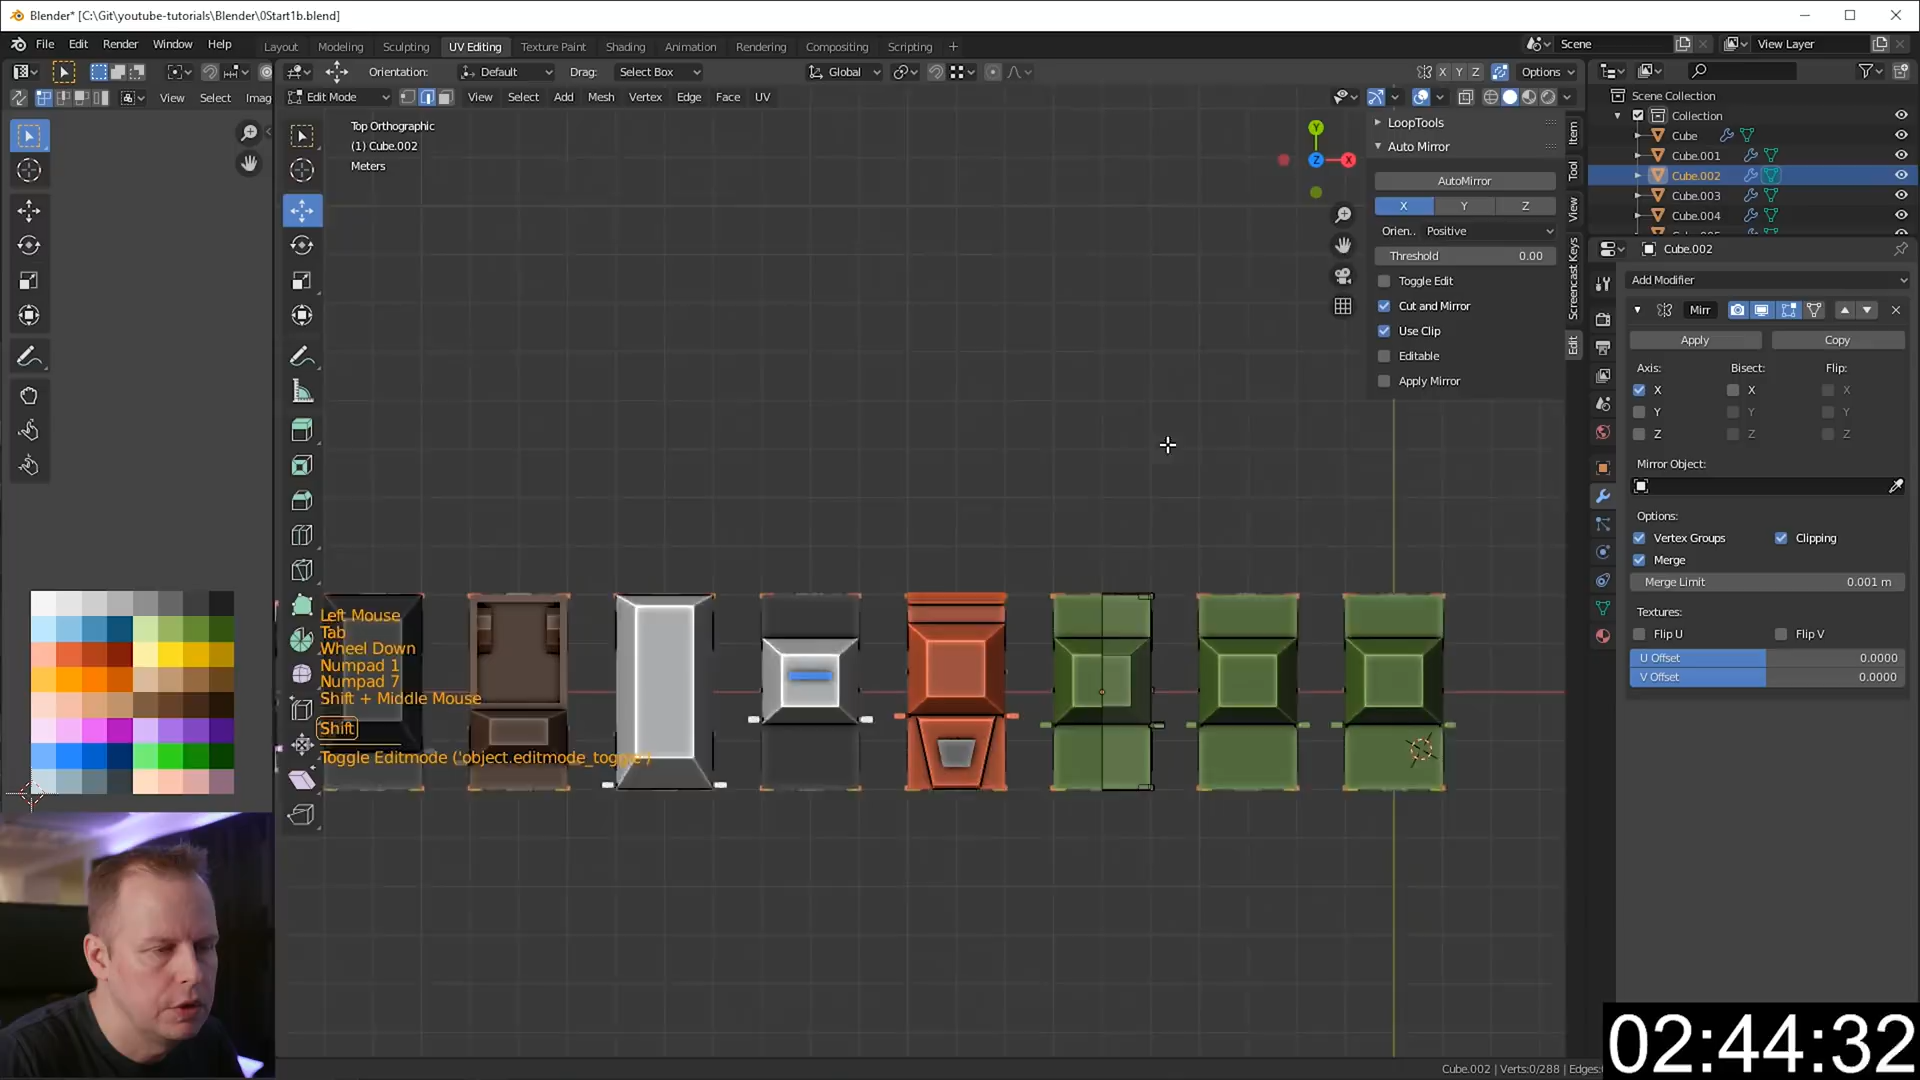 Blender* [C:\Git\youtube-tutorials\Blender\0Start1b.blend]
File Edit Render Window Help
Layout Modeling Sculpting UV Editing Texture Paint Shading Animation Rendering Compositing Scripting +
Scene
View Layer
Orientation: Default Drag: Select Box
Global
X Y Z Options
View Select Imag
Edit Mode View Select Add Mesh Vertex Edge Face UV
Top Orthographic
(1) Cube.002
Meters
Y
Z
X
LoopTools
Auto Mirror
AutoMirror
X Y Z
Orien.. Positive
Threshold 0.00
Toggle Edit
Cut and Mirror
Use Clip
Editable
Apply Mirror
Item
Tool
View
Screencast Keys
Edit
Scene Collection
Collection
Cube
Cube.001
Cube.002
Cube.003
Cube.004
Cube.002
Add Modifier
Mirr
Apply Copy
Axis: Bisect: Flip:
X X X
Y Y Y
Z Z Z
Mirror Object:
Options:
Vertex Groups Clipping
Merge
Merge Limit 0.001 m
Textures:
Flip U Flip V
U Offset 0.0000
V Offset 0.0000
Left Mouse
Tab
Wheel Down
Numpad 1
Numpad 7
Shift + Middle Mouse
Shift
Toggle Editmode ('object.editmode_toggle')
02:44:32
Cube.002 | Verts:0/288 | Edges: